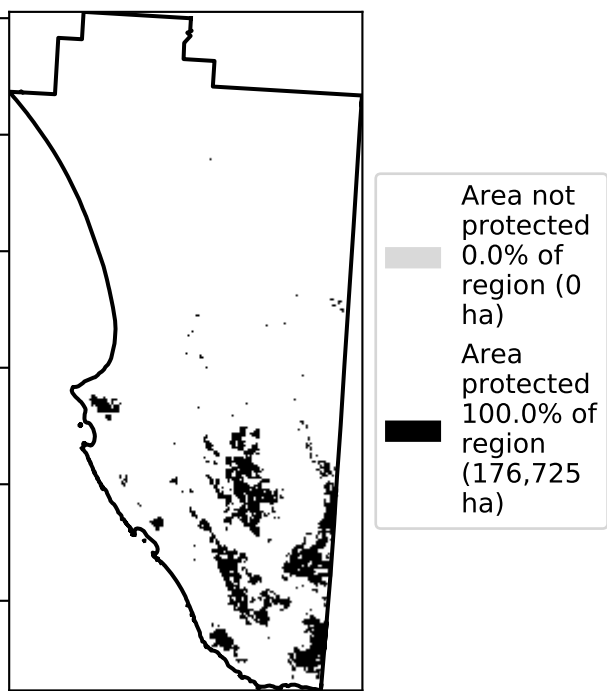 Area not
protected
0.0% of
region (0
ha)
Area
protected
100.0% of
region
(176,725
ha)